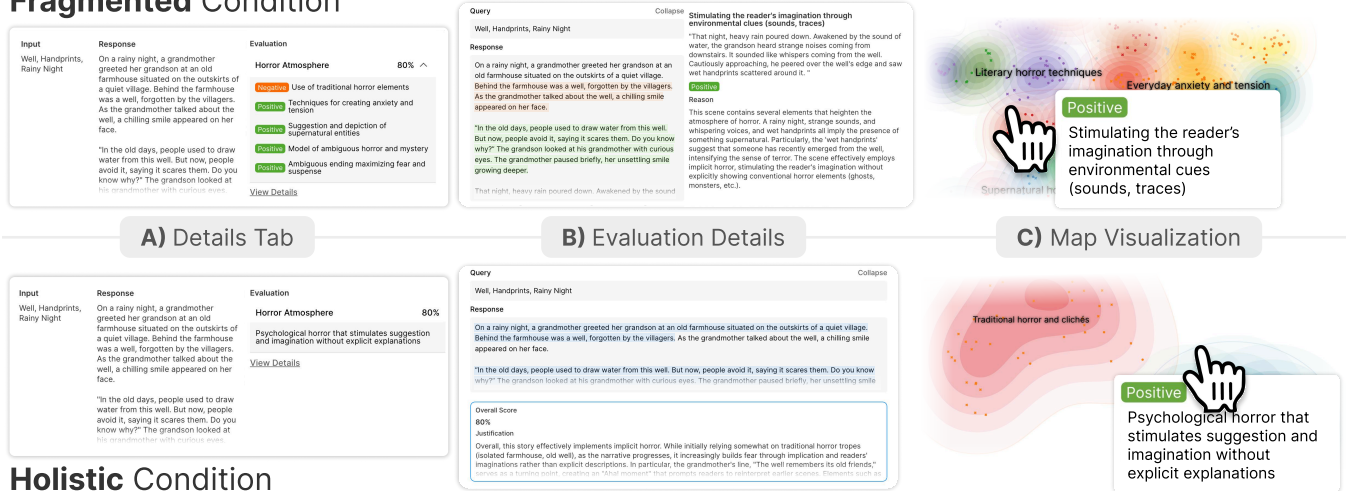 Fragmented Condition
Input
Well, Handprints,
Rainy Night
Response
On a rainy night, a grandmother
greeted her grandson at an old
farmhouse situated on the outskirts of
a quiet village. Behind the farmhouse
was a well, forgotten by the villagers.
As the grandmother talked about the
well, a chilling smile appeared on her
face.
"In the old days, people used to draw
water from this well. But now, people
avoid it, saying it scares them. Do you
know why?" The grandson looked at
his grandmother with curious eyes.
Evaluation
Horror Atmosphere 80%
Negative Use of traditional horror elements
Positive Techniques for creating anxiety and
tension
Positive Suggestion and depiction of
supernatural entities
Positive Model of ambiguous horror and mystery
Positive Ambiguous ending maximizing fear and
suspense
View Details
Query Collapse
Well, Handprints, Rainy Night
Response
On a rainy night, a grandmother greeted her grandson at an
old farmhouse situated on the outskirts of a quiet village.
Behind the farmhouse was a well, forgotten by the villagers.
As the grandmother talked about the well, a chilling smile
appeared on her face.
"In the old days, people used to draw water from this well.
But now, people avoid it, saying it scares them. Do you know
why?" The grandson looked at his grandmother with curious
eyes. The grandmother paused briefly, her unsettling smile
growing deeper.
That night, heavy rain poured down. Awakened by the sound
Stimulating the reader's imagination through
environmental clues (sounds, traces)
"That night, heavy rain poured down. Awakened by the sound of
water, the grandson heard strange noises coming from
downstairs. It sounded like whispers coming from the well.
Cautiously approaching, he peered over the well's edge and saw
wet handprints scattered around it. "
Positive
Reason
This scene contains several elements that heighten the
atmosphere of horror. A rainy night, strange sounds, and
whispering voices, and wet handprints all imply the presence of
something supernatural. Particularly, the 'wet handprints'
suggest that someone has recently emerged from the well,
intensifying the sense of terror. The scene effectively employs
implicit horror, stimulating the reader's imagination without
explicitly showing conventional horror elements (ghosts,
monsters, etc.).
Literary horror techniques
Everyday anxiety and tension
Supernatural ho
Positive
Stimulating the reader's
imagination through
environmental cues
(sounds, traces)
A) Details Tab
B) Evaluation Details
C) Map Visualization
Input
Well, Handprints,
Rainy Night
Response
On a rainy night, a grandmother
greeted her grandson at an old
farmhouse situated on the outskirts of
a quiet village. Behind the farmhouse
was a well, forgotten by the villagers.
As the grandmother talked about the
well, a chilling smile appeared on her
face.
"In the old days, people used to draw
water from this well. But now, people
avoid it, saying it scares them. Do you
know why?" The grandson looked at
his grandmother with curious eyes.
Evaluation
Horror Atmosphere 80%
Psychological horror that stimulates suggestion
and imagination without explicit explanations
View Details
Query Collapse
Well, Handprints, Rainy Night
Response
On a rainy night, a grandmother greeted her grandson at an old farmhouse situated on the outskirts of a quiet village.
Behind the farmhouse was a well, forgotten by the villagers. As the grandmother talked about the well, a chilling smile
appeared on her face.
"In the old days, people used to draw water from this well. But now, people avoid it, saying it scares them. Do you know
why?" The grandson looked at his grandmother with curious eyes. The grandmother paused briefly, her unsettling smile
Overall Score
80%
Justification
Overall, this story effectively implements implicit horror. While initially relying somewhat on traditional horror tropes
(isolated farmhouse, old well), as the narrative progresses, it increasingly builds fear through implication and readers'
imaginations rather than explicit descriptions. In particular, the grandmother's line, "The well remembers its old friends,"
serves as a turning point, creating an "Aha! moment" that prompts readers to reinterpret earlier scenes. Elements such as
Traditional horror and clichés
Positive
Psychological horror that
stimulates suggestion and
imagination without
explicit explanations
Holistic Condition